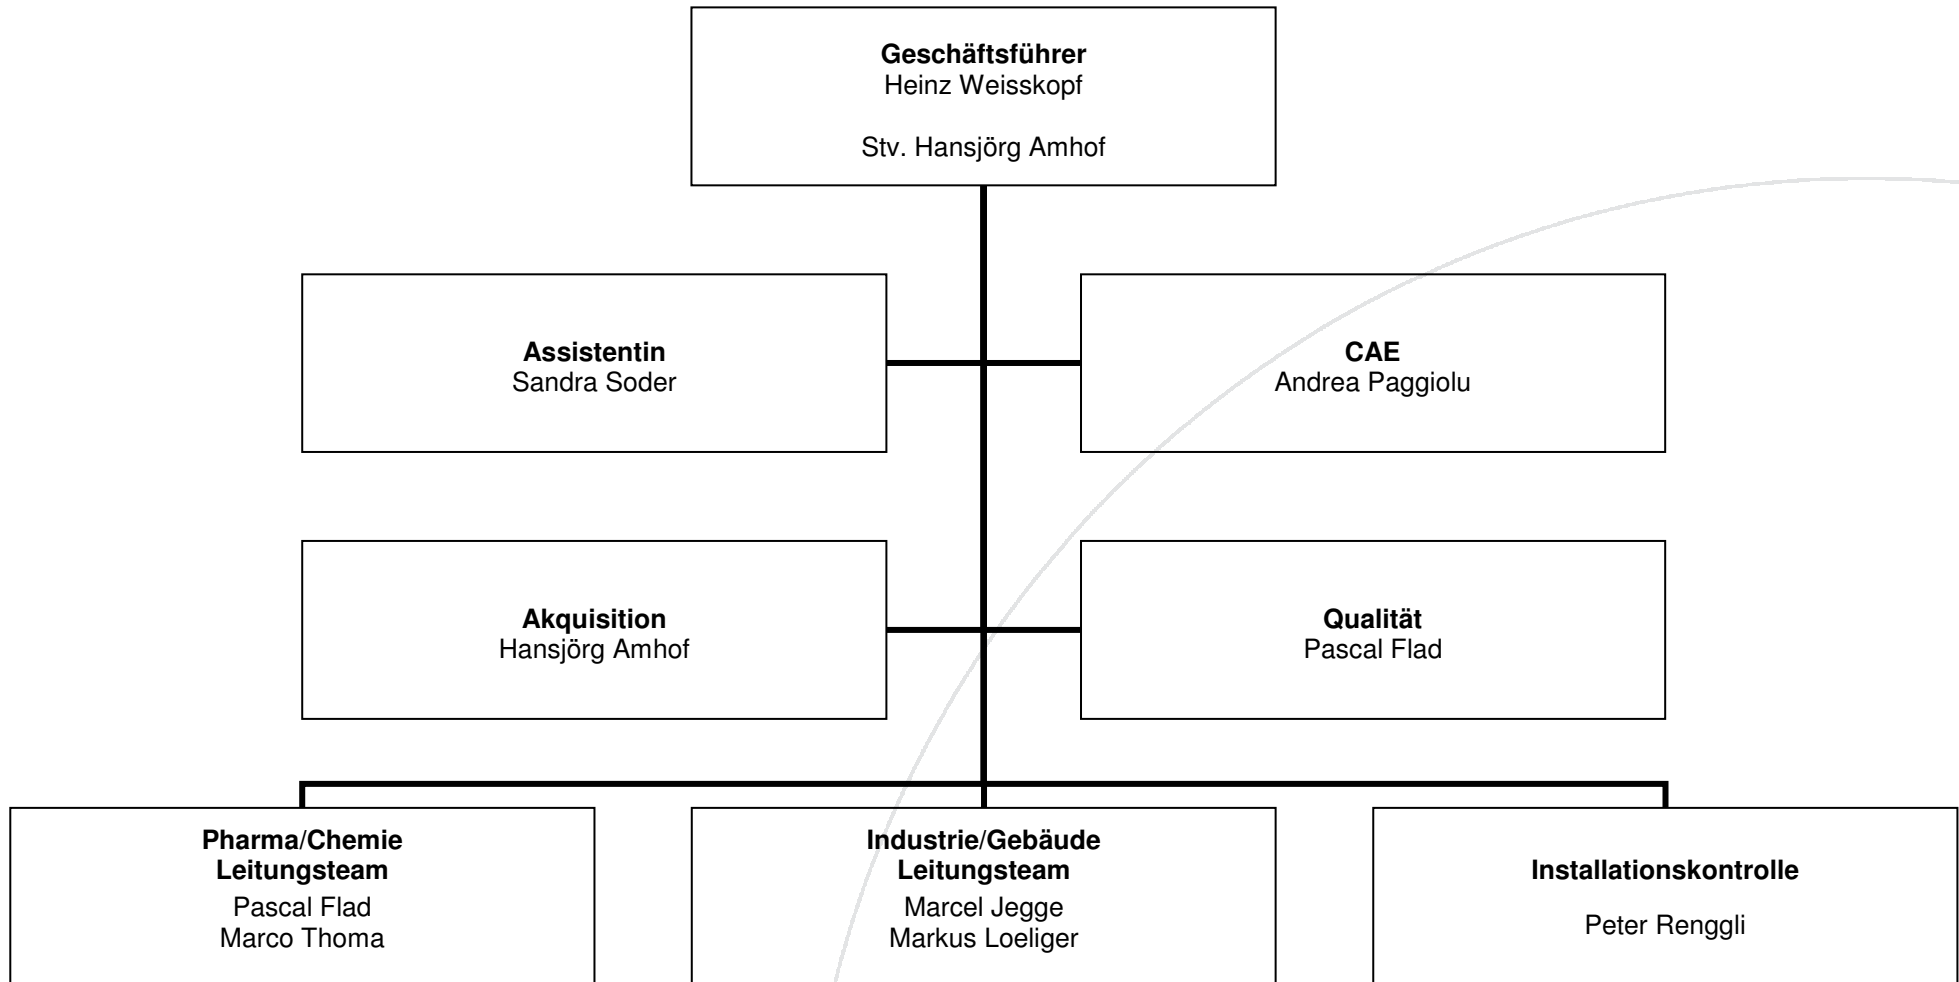 Geschäftsführer
Heinz Weisskopf
Stv. Hansjörg Amhof
Assistentin
Sandra Soder
CAE
Andrea Paggiolu
Akquisition
Hansjörg Amhof
Qualität
Pascal Flad
Pharma/Chemie
Leitungsteam
Pascal Flad
Marco Thoma
Industrie/Gebäude
Leitungsteam
Marcel Jegge
Markus Loeliger
Installationskontrolle
Peter Renggli